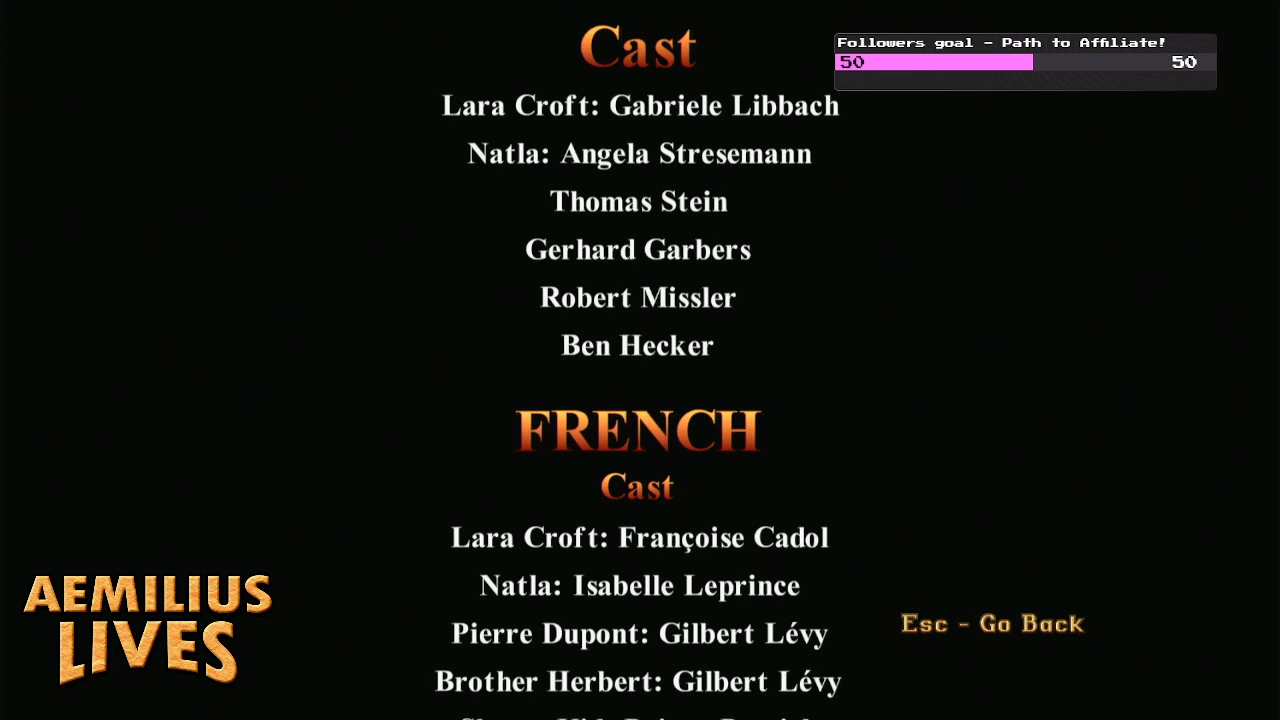 Cast
Followers goal - Path to Affiliate!
50 50
Lara Croft: Gabriele Libbach
Natla: Angela Stresemann
Thomas Stein
Gerhard Garbers
Robert Missler
Ben Hecker
FRENCH
Cast
Lara Croft: Françoise Cadol
Natla: Isabelle Leprince
Pierre Dupont: Gilbert Lévy
Brother Herbert: Gilbert Lévy
AEMILIUS
LIVES
Esc - Go Back